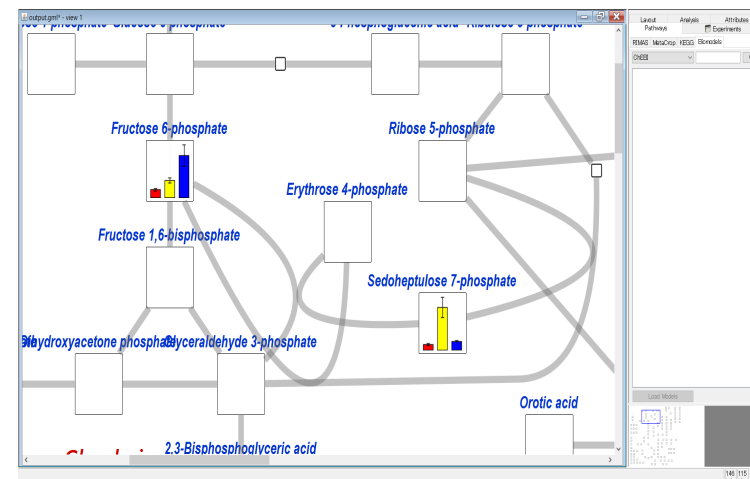 output.gml* - view 1
Layout Analysis Attributes
Pathways Experiments
RIMAS MetaCrop KEGG Biomodels
ChEBI
Fructose 6-phosphate
Ribose 5-phosphate
Erythrose 4-phosphate
Fructose 1,6-bisphosphate
Sedoheptulose 7-phosphate
Glyceraldehyde 3-phosphate
Load Models
Orotic acid
2,3-Bisphosphoglyceric acid
146 115